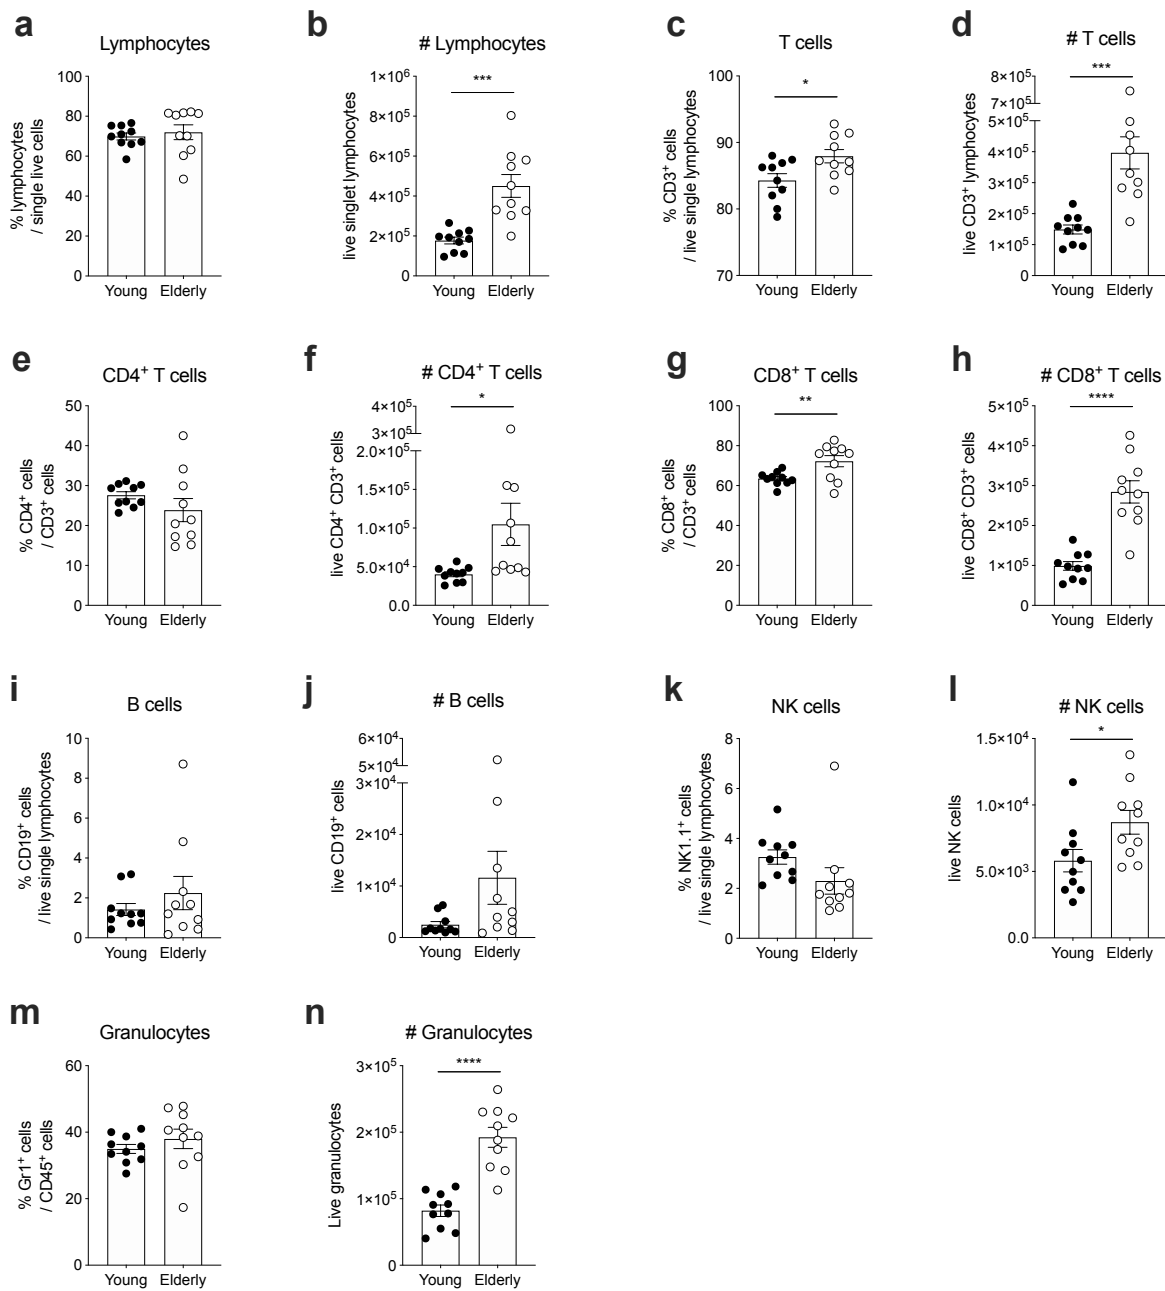 a
Lymphocytes
% lymphocytes
/ single live cells
100
80
60
40
20
0
Young Elderly
b
# Lymphocytes
***
live singlet lymphocytes
1×10⁶
8×10⁵
6×10⁵
4×10⁵
2×10⁵
0
Young Elderly
c
T cells
*
% CD3⁺ cells
/ live single lymphocytes
100
90
80
70
Young Elderly
d
# T cells
***
live CD3⁺ lymphocytes
8×10⁵
7×10⁵
5×10⁵
4×10⁵
3×10⁵
2×10⁵
1×10⁵
0
Young Elderly
e
CD4⁺ T cells
% CD4⁺ cells
/ CD3⁺ cells
50
40
30
20
10
0
Young Elderly
f
# CD4⁺ T cells
*
live CD4⁺ CD3⁺ cells
4×10⁵
3×10⁵
2×10⁵
1.5×10⁵
1.0×10⁵
5.0×10⁴
0.0
Young Elderly
g
CD8⁺ T cells
**
% CD8⁺ cells
/ CD3⁺ cells
100
80
60
40
20
0
Young Elderly
h
# CD8⁺ T cells
****
live CD8⁺ CD3⁺ cells
5×10⁵
4×10⁵
3×10⁵
2×10⁵
1×10⁵
0
Young Elderly
i
B cells
% CD19⁺ cells
/ live single lymphocytes
10
8
6
4
2
0
Young Elderly
j
# B cells
live CD19⁺ cells
6×10⁴
4×10⁴
3×10⁴
2×10⁴
1×10⁴
0
Young Elderly
k
NK cells
% NK1.1⁺ cells
/ live single lymphocytes
8
6
4
2
0
Young Elderly
l
# NK cells
*
live NK cells
1.5×10⁴
1.0×10⁴
5.0×10³
0.0
Young Elderly
m
Granulocytes
% Gr1⁺ cells
/ CD45⁺ cells
60
40
20
0
Young Elderly
n
# Granulocytes
****
Live granulocytes
3×10⁵
2×10⁵
1×10⁵
0
Young Elderly